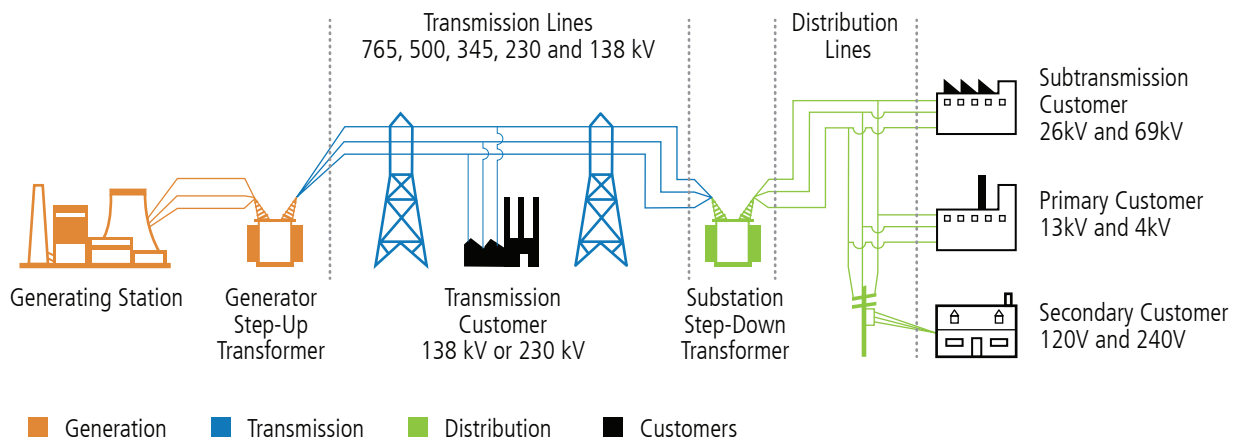 Transmission Lines
765, 500, 345, 230 and 138 kV
Distribution
Lines
Subtransmission
Customer
26kV and 69kV
Primary Customer
13kV and 4kV
Secondary Customer
120V and 240V
Generating Station
Generator
Step-Up
Transformer
Transmission
Customer
138 kV or 230 kV
Substation
Step-Down
Transformer
Generation
Transmission
Distribution
Customers